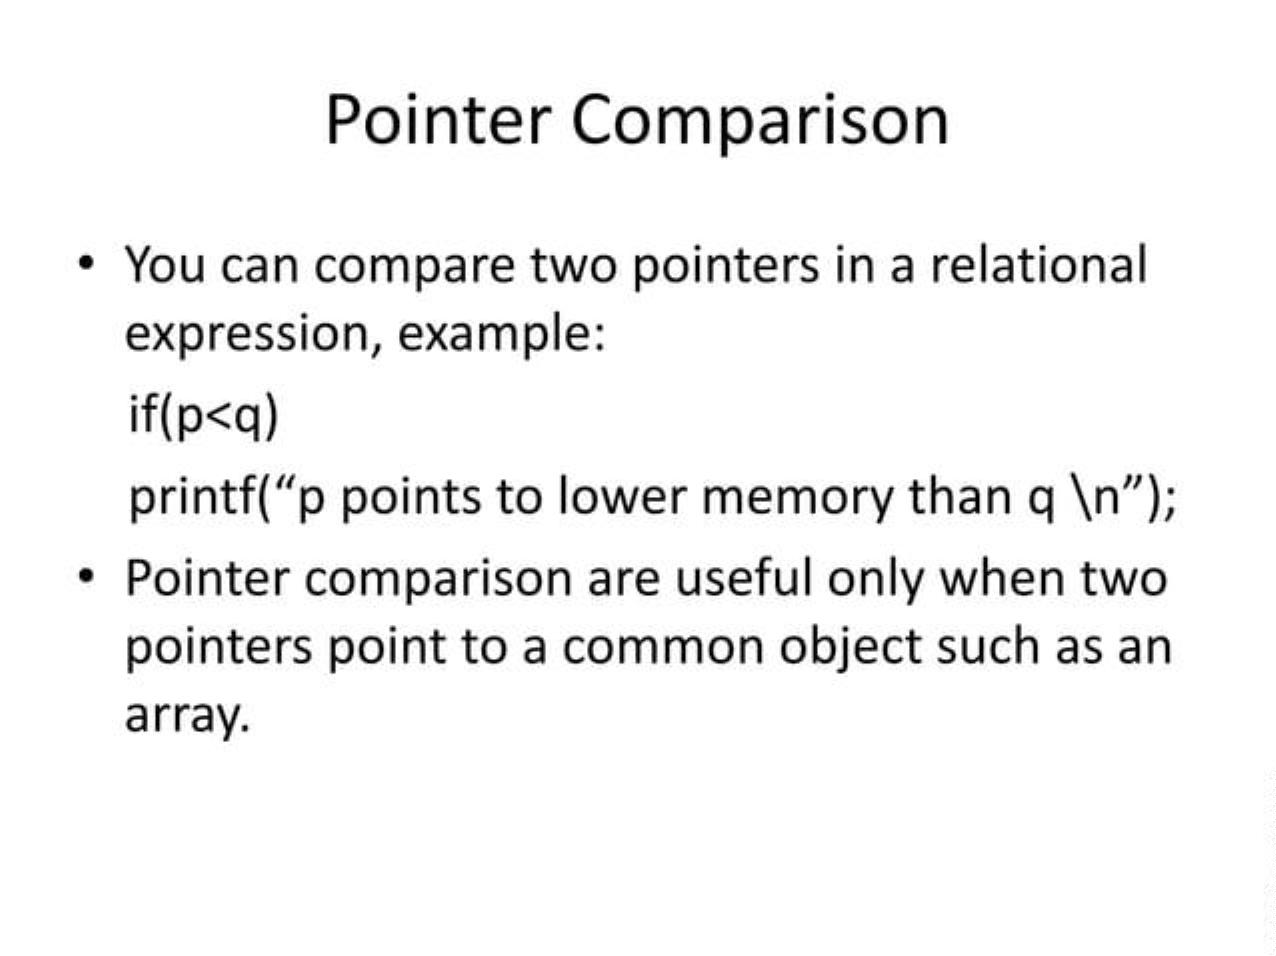 Pointer Comparison
• You can compare two pointers in a relational
expression, example:
if(p<q)
printf(“p points to lower memory than q \n”);
• Pointer comparison are useful only when two
pointers point to a common object such as an
array.